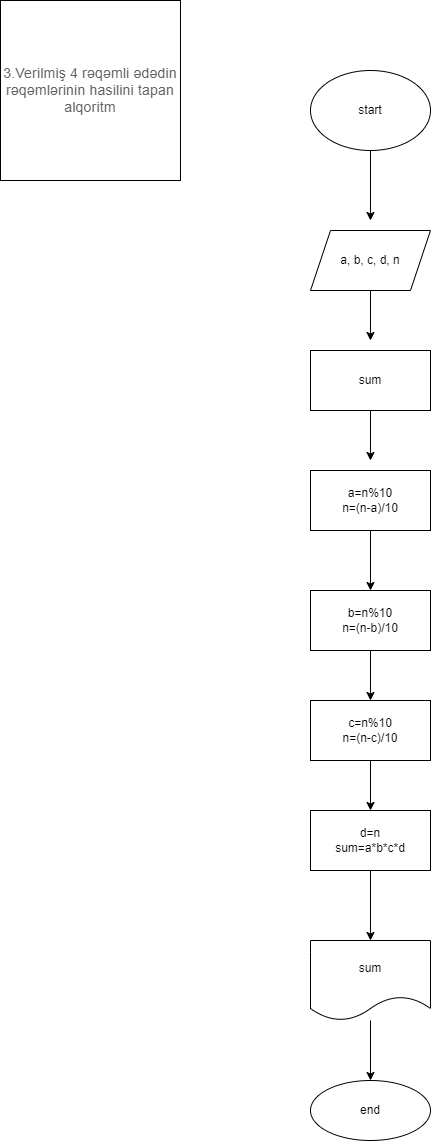 3.Verilmiş 4 rəqəmli ədədin
rəqəmlərinin hasilini tapan
alqoritm
start
a, b, c, d, n
sum
a=n%10
n=(n-a)/10
b=n%10
n=(n-b)/10
c=n%10
n=(n-c)/10
d=n
sum=a*b*c*d
sum
end